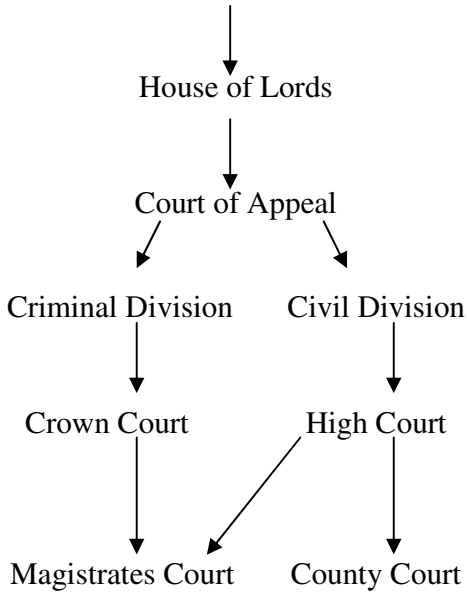 House of Lords
Court of Appeal
Criminal Division Civil Division
Crown Court High Court
Magistrates Court County Court